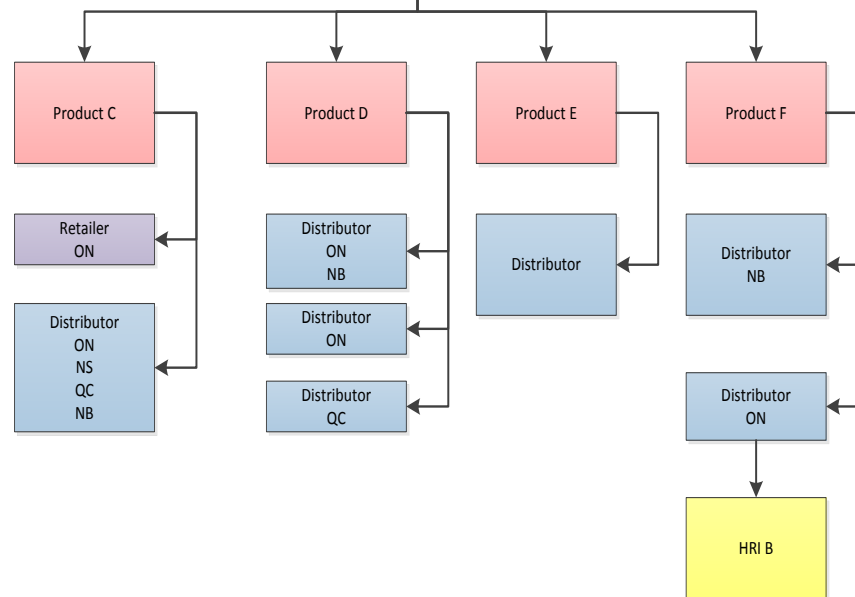 Product C
Product D
Product E
Product F
Retailer
ON
Distributor
ON
NS
QC
NB
Distributor
ON
NB
Distributor
ON
Distributor
QC
Distributor
Distributor
NB
Distributor
ON
HRI B